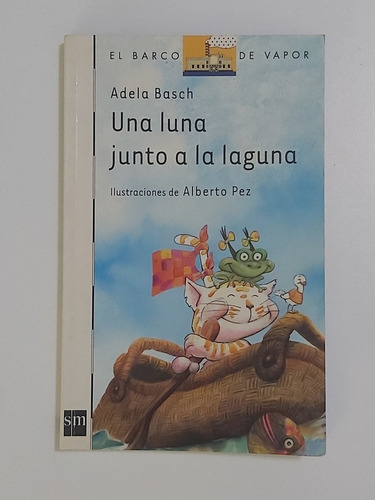 EL BARCO DE VAPOR
Adela Basch
Una luna
junto a la laguna
Ilustraciones de Alberto Pez
sm